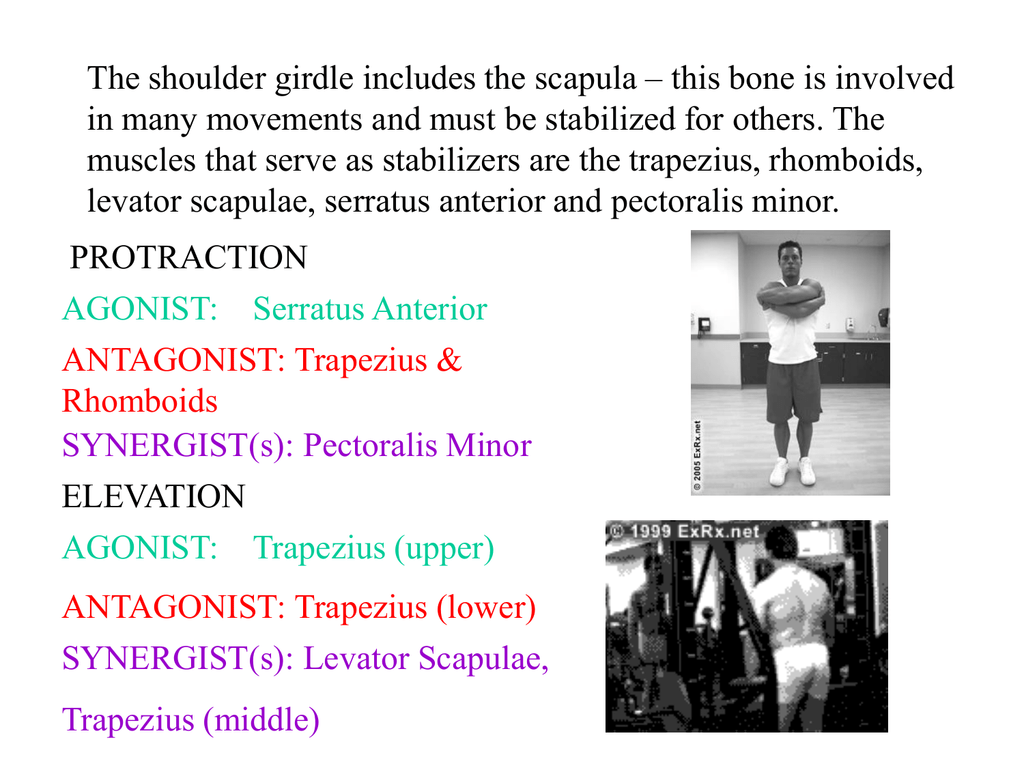 The shoulder girdle includes the scapula – this bone is involved
in many movements and must be stabilized for others. The
muscles that serve as stabilizers are the trapezius, rhomboids,
levator scapulae, serratus anterior and pectoralis minor.
PROTRACTION
AGONIST: Serratus Anterior
ANTAGONIST: Trapezius &
Rhomboids
SYNERGIST(s): Pectoralis Minor
ELEVATION
AGONIST: Trapezius (upper)
ANTAGONIST: Trapezius (lower)
SYNERGIST(s): Levator Scapulae,
Trapezius (middle)
© 2005 ExRx.net
© 1999 ExRx.net